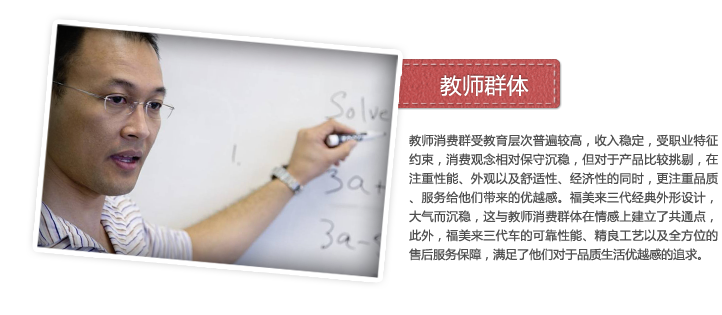 教师群体
Solve
1.
3a+
3a-
教师消费群受教育层次普遍较高，收入稳定，受职业特征
约束，消费观念相对保守沉稳，但对于产品比较挑剔，在
注重性能、外观以及舒适性、经济性的同时，更注重品质
、服务给他们带来的优越感。福美来三代经典外形设计，
大气而沉稳，这与教师消费群体在情感上建立了共通点，
此外，福美来三代车的可靠性能、精良工艺以及全方位的
售后服务保障，满足了他们对于品质生活优越感的追求。